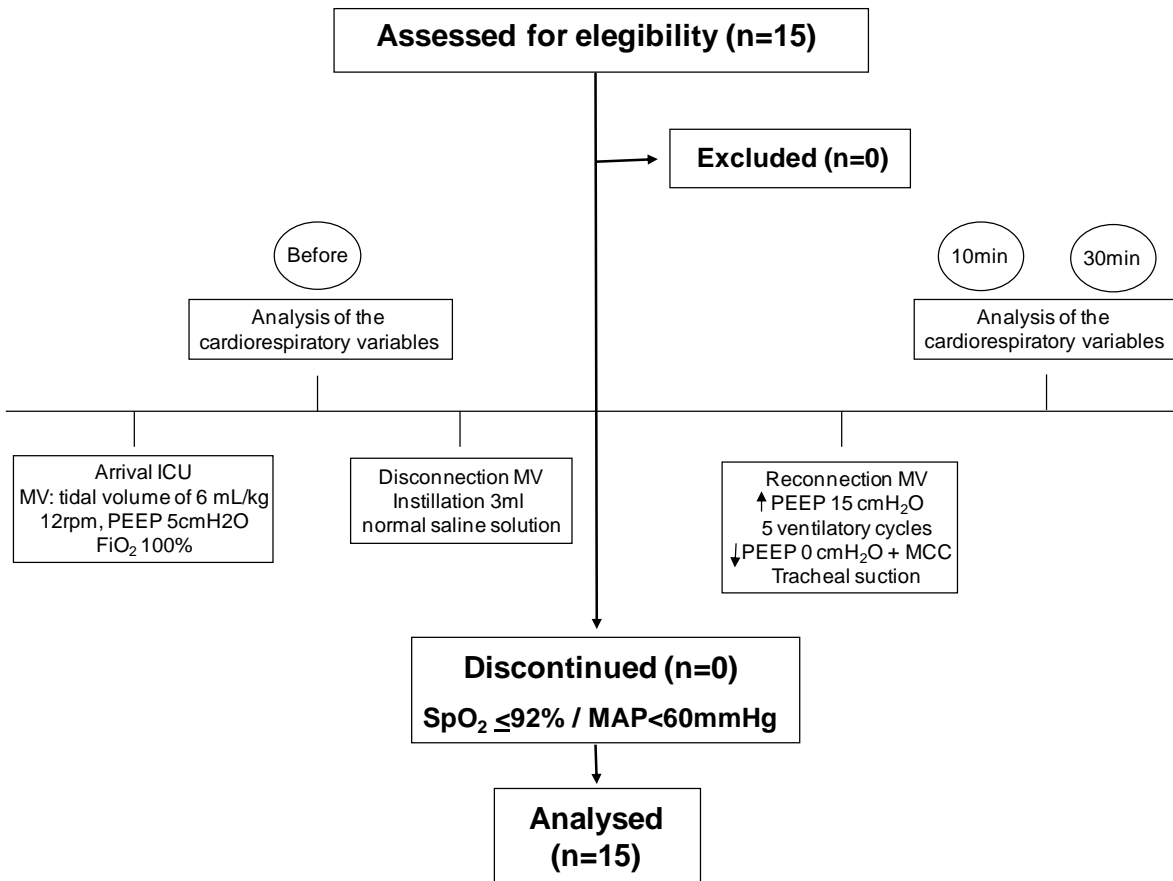 Assessed for elegibility (n=15)
Excluded (n=0)
Before
10min
30min
Analysis of the
cardiorespiratory variables
Analysis of the
cardiorespiratory variables
Arrival ICU
MV: tidal volume of 6 mL/kg
12rpm, PEEP 5cmH2O
FiO₂ 100%
Disconnection MV
Instillation 3ml
normal saline solution
Reconnection MV
↑PEEP 15 cmH₂O
5 ventilatory cycles
↓PEEP 0 cmH₂O + MCC
Tracheal suction
Discontinued (n=0)
SpO₂ ≤92% / MAP<60mmHg
Analysed
(n=15)